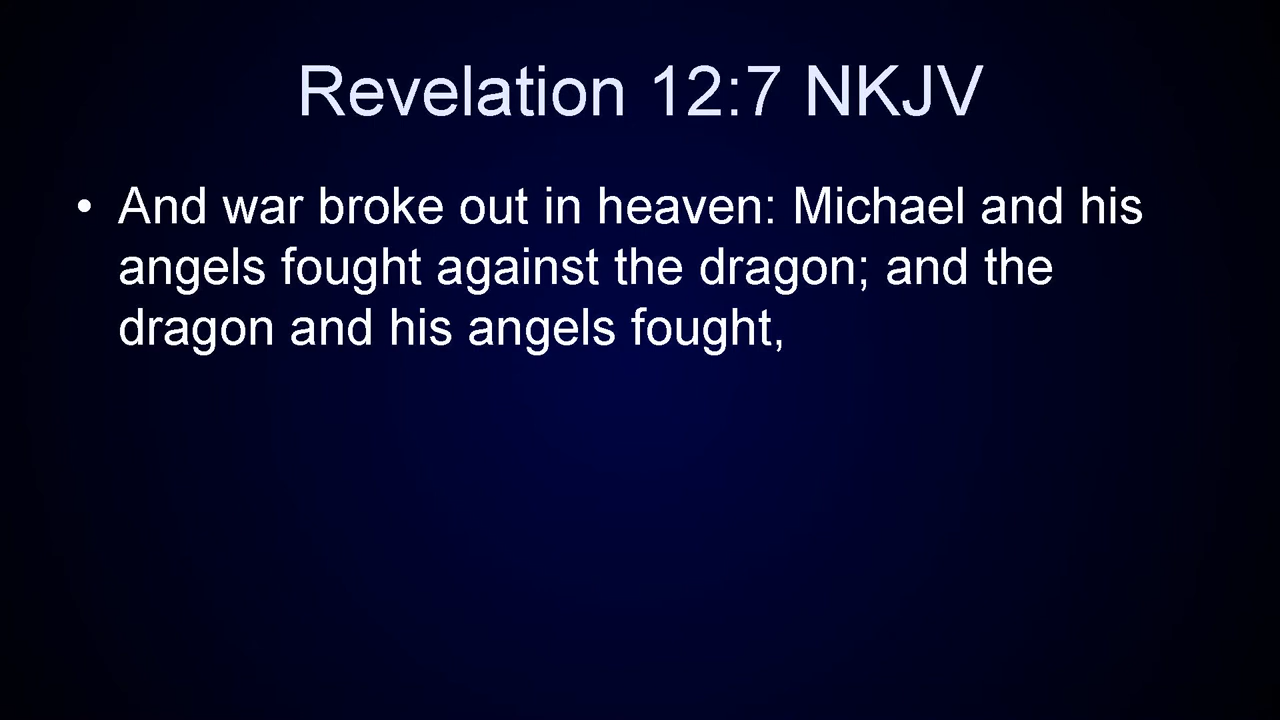 Revelation 12:7 NKJV
• And war broke out in heaven: Michael and his
angels fought against the dragon; and the
dragon and his angels fought,